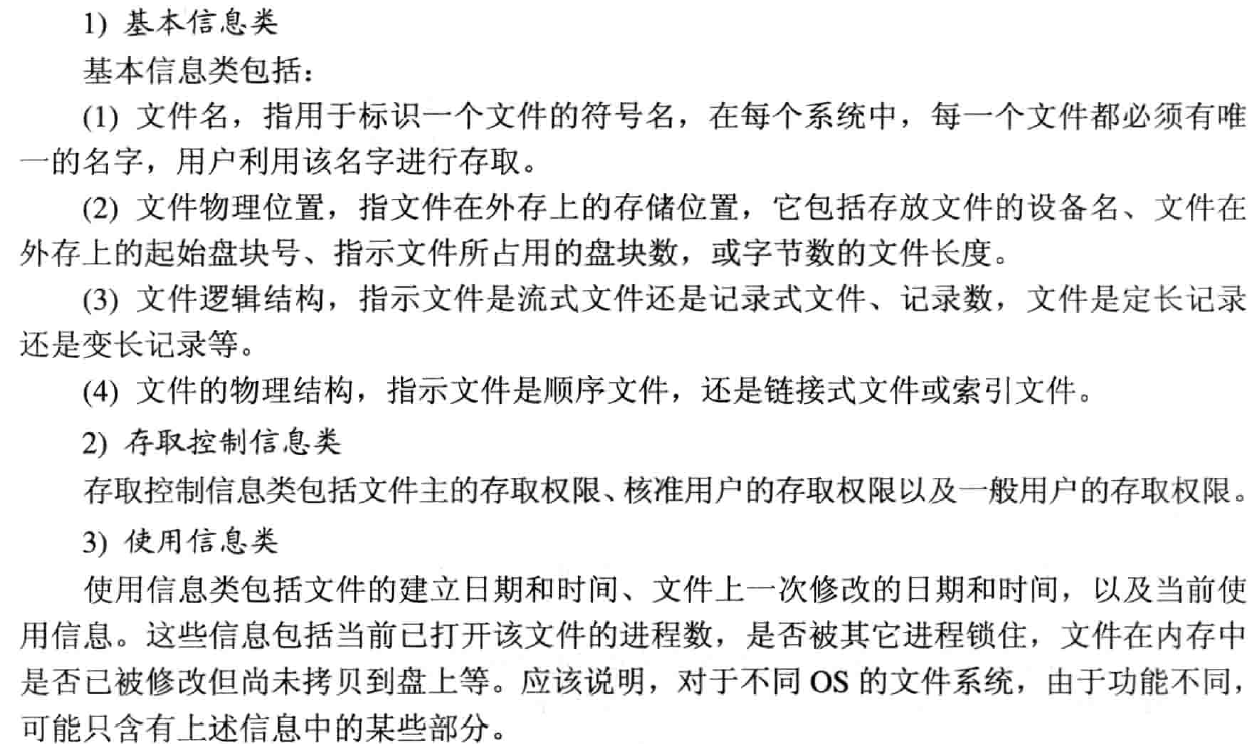 1) 基本信息类
基本信息类包括：
(1) 文件名，指用于标识一个文件的符号名，在每个系统中，每一个文件都必须有唯
一的名字，用户利用该名字进行存取。
(2) 文件物理位置，指文件在外存上的存储位置，它包括存放文件的设备名、文件在
外存上的起始盘块号、指示文件所占用的盘块数，或字节数的文件长度。
(3) 文件逻辑结构，指示文件是流式文件还是记录式文件、记录数，文件是定长记录
还是变长记录等。
(4) 文件的物理结构，指示文件是顺序文件，还是链接式文件或索引文件。
2) 存取控制信息类
存取控制信息类包括文件主的存取权限、核准用户的存取权限以及一般用户的存取权限。
3) 使用信息类
使用信息类包括文件的建立日期和时间、文件上一次修改的日期和时间，以及当前使
用信息。这些信息包括当前已打开该文件的进程数，是否被其它进程锁住，文件在内存中
是否已被修改但尚未拷贝到盘上等。应该说明，对于不同 OS 的文件系统，由于功能不同，
可能只含有上述信息中的某些部分。